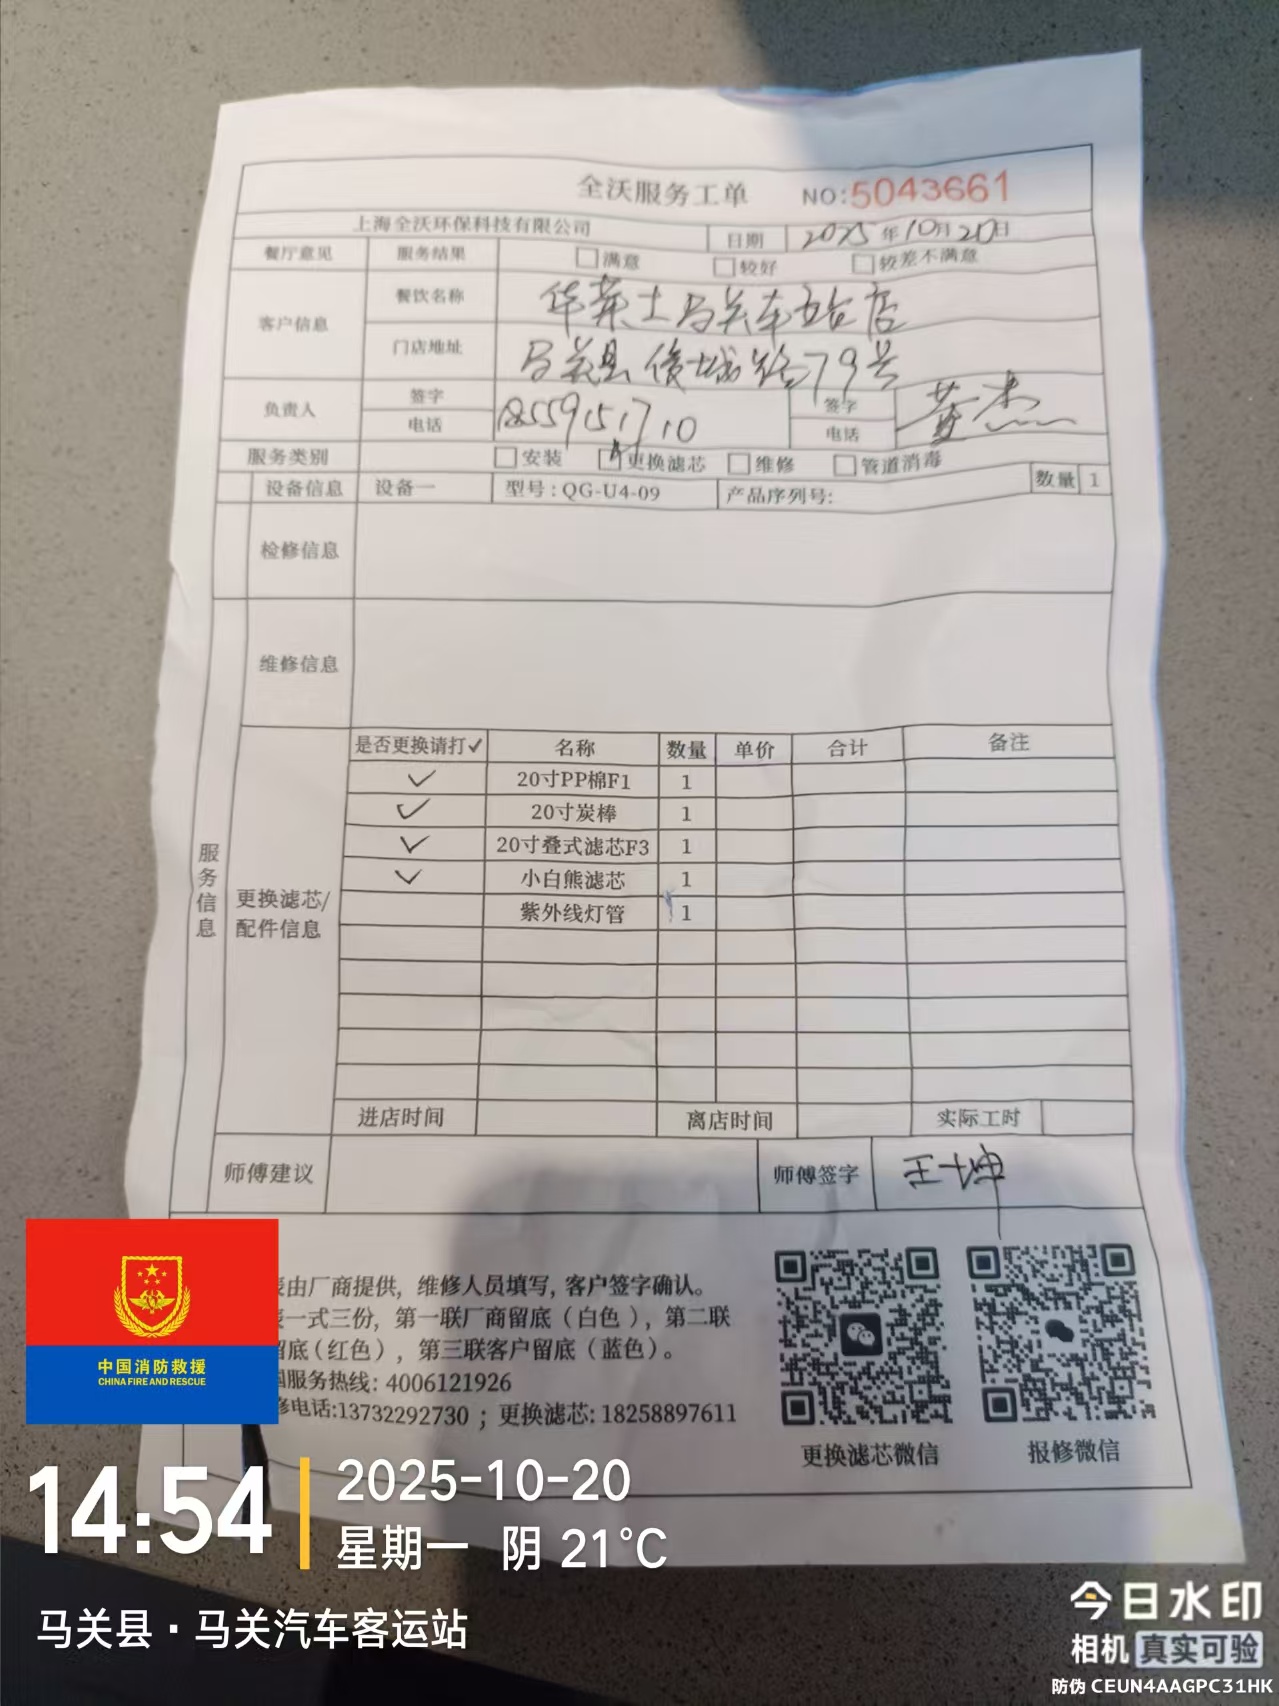 全沃服务工单 NO:5043661
上海全沃环保科技有限公司 日期 2025年10月20日
餐厅意见 服务结果 满意 较好 较差不满意
客户信息 餐饮名称 华莱士马关车站店
门店地址 马关县骏城路79号
负责人 签字 签字
电话 18559151710 电话
服务类别 安装 更换滤芯 维修 管道消毒
设备信息 设备一 型号:QG-U4-09 产品序列号: 数量 1
检修信息
维修信息
服务信息
更换滤芯/
配件信息
是否更换请打✓ 名称 数量 单价 合计 备注
✓ 20寸PP棉F1 1
✓ 20寸炭棒 1
✓ 20寸叠式滤芯F3 1
✓ 小白熊滤芯 1
紫外线灯管 1
进店时间 离店时间 实际工时
师傅建议 师傅签字 王坤
表由厂商提供,维修人员填写,客户签字确认。
表一式三份,第一联厂商留底(白色),第二联
留底(红色),第三联客户留底(蓝色)。
国服务热线: 4006121926
修电话:13732292730 ; 更换滤芯: 18258897611
更换滤芯微信 报修微信
中国消防救援
CHINA FIRE AND RESCUE
14:54
2025-10-20
星期一 阴 21°C
马关县·马关汽车客运站
今日水印
相机 真实可验
防伪 CEUN4AAGPC31HK